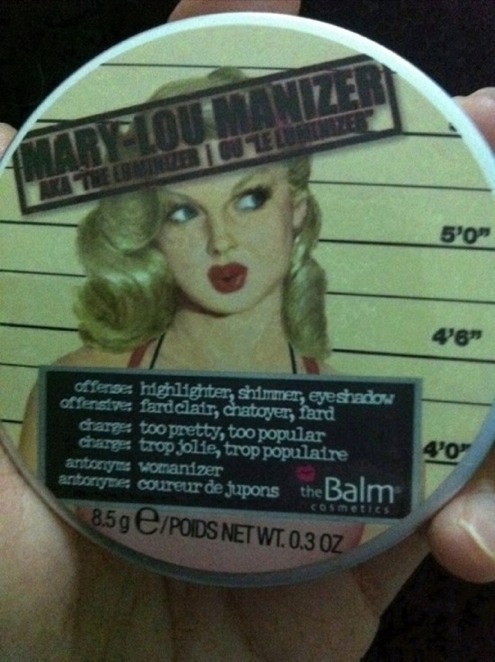 MARY-LOU MANIZER
AKA "THE LUMINIZER | OU "LE LUMINIZER"
5'0"
4'6"
4'0"
offense: highlighter, shimmer, eyeshadow
offensive: fard clair, chatoyer, fard
charge: too pretty, too popular
charge: trop jolie, trop populaire
antonym: womanizer
antonyme: coureur de jupons
theBalm®
cosmetics
8.5 g ℮/POIDS NET WT. 0.3 OZ